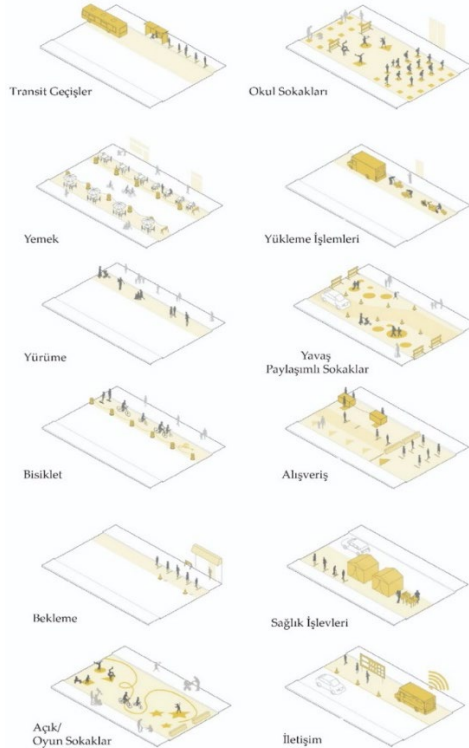 Transit Geçişler
Okul Sokakları
Yemek
Yükleme İşlemleri
Yürüme
Yavaş
Paylaşımlı Sokaklar
Bisiklet
Alışveriş
Bekleme
Sağlık İşlevleri
Açık/
Oyun Sokaklar
İletişim